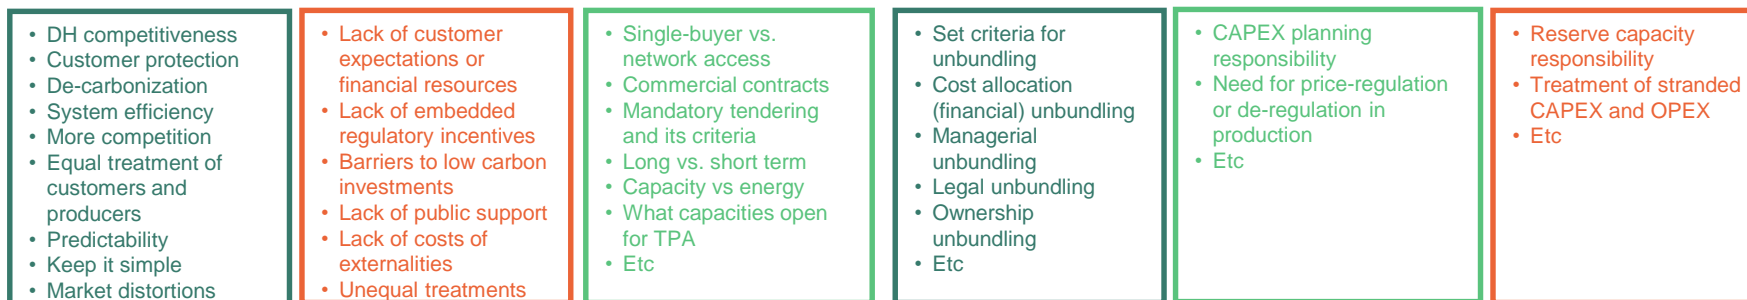 • DH competitiveness
• Customer protection
• De-carbonization
• System efficiency
• More competition
• Equal treatment of
customers and
producers
• Predictability
• Keep it simple
• Market distortions
• Lack of customer
expectations or
financial resources
• Lack of embedded
regulatory incentives
• Barriers to low carbon
investments
• Lack of public support
• Lack of costs of
externalities
• Unequal treatments
• Single-buyer vs.
network access
• Commercial contracts
• Mandatory tendering
and its criteria
• Long vs. short term
• Capacity vs energy
• What capacities open
for TPA
• Etc
• Set criteria for
unbundling
• Cost allocation
(financial) unbundling
• Managerial
unbundling
• Legal unbundling
• Ownership
unbundling
• Etc
• CAPEX planning
responsibility
• Need for price-regulation
or de-regulation in
production
• Etc
• Reserve capacity
responsibility
• Treatment of stranded
CAPEX and OPEX
• Etc